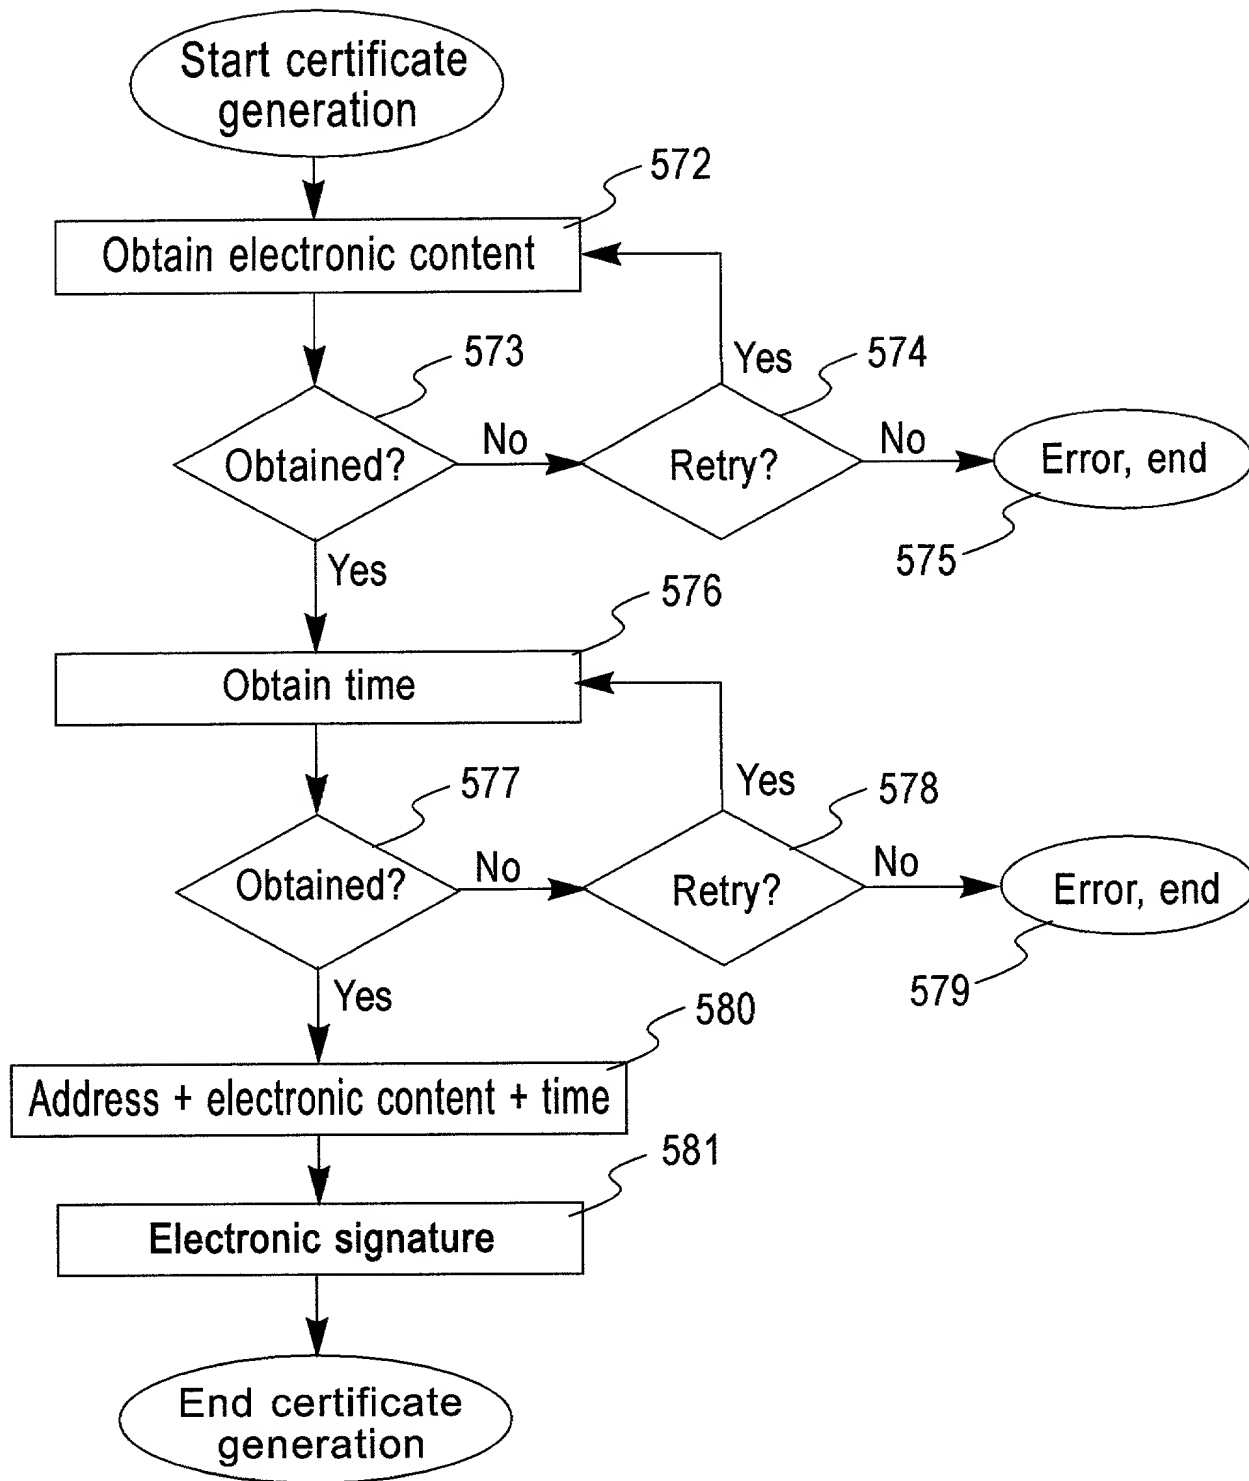 Start certificate
generation
572
Obtain electronic content
573
Yes
574
Obtained?
No
Retry?
No
Error, end
575
Yes
576
Obtain time
577
Yes
578
Obtained?
No
Retry?
No
Error, end
579
Yes
580
Address + electronic content + time
581
Electronic signature
End certificate
generation